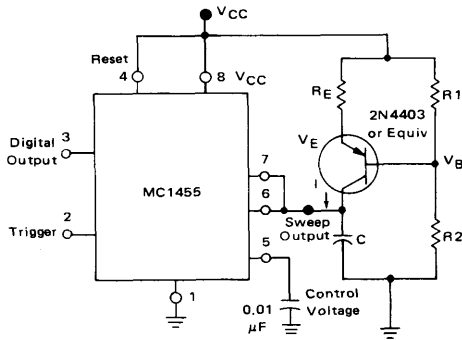 VCC
Reset
4
8
VCC
RE
R1
2N4403
or Equiv
Digital
Output
3
VE
7
VB
MC1455
I
6
Trigger
2
Sweep
Output
C
R2
5
1
Control
Voltage
0.01
μF